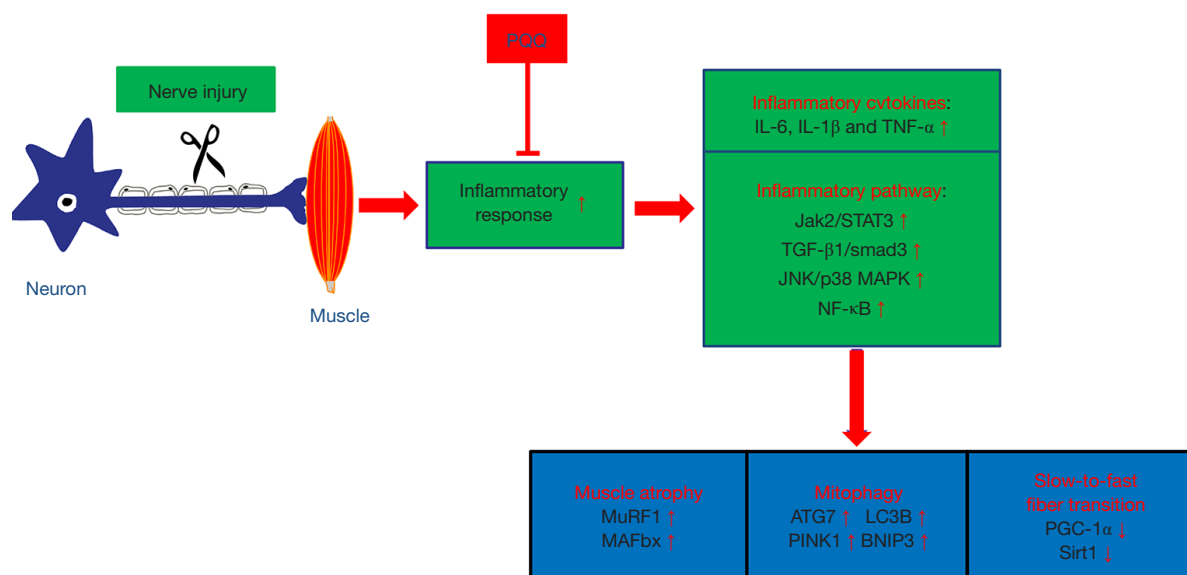 PQQ
Nerve injury
Inflammatory cytokines:
IL-6, IL-1β and TNF-α ↑
Inflammatory
response ↑
Inflammatory pathway:
Jak2/STAT3 ↑
TGF-β1/smad3 ↑
JNK/p38 MAPK ↑
NF-κB ↑
Neuron
Muscle
Muscle atrophy
MuRF1 ↑
MAFbx ↑
Mitophagy
ATG7 ↑ LC3B ↑
PINK1 ↑ BNIP3 ↑
Slow-to-fast
fiber transition
PGC-1α ↓
Sirt1 ↓